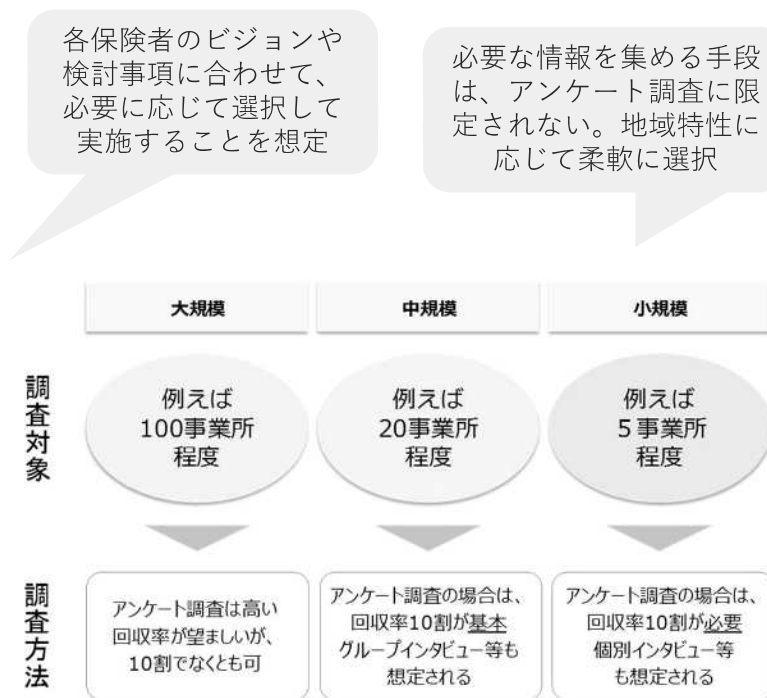 各保険者のビジョンや
検討事項に合わせて、
必要に応じて選択して
実施することを想定
必要な情報を集める手段
は、アンケート調査に限
定されない。地域特性に
応じて柔軟に選択
大規模
中規模
小規模
調査対象
例えば
100事業所
程度
例えば
20事業所
程度
例えば
5事業所
程度
調査方法
アンケート調査は高い
回収率が望ましいが、
10割でなくとも可
アンケート調査の場合は、
回収率10割が基本
グループインタビュー等も
想定される
アンケート調査の場合は、
回収率10割が必要
個別インタビュー等
も想定される